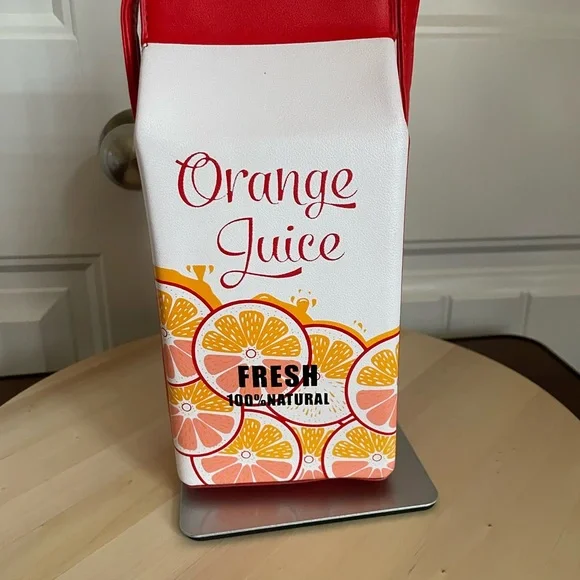 Orange
Juice
FRESH
100% NATURAL